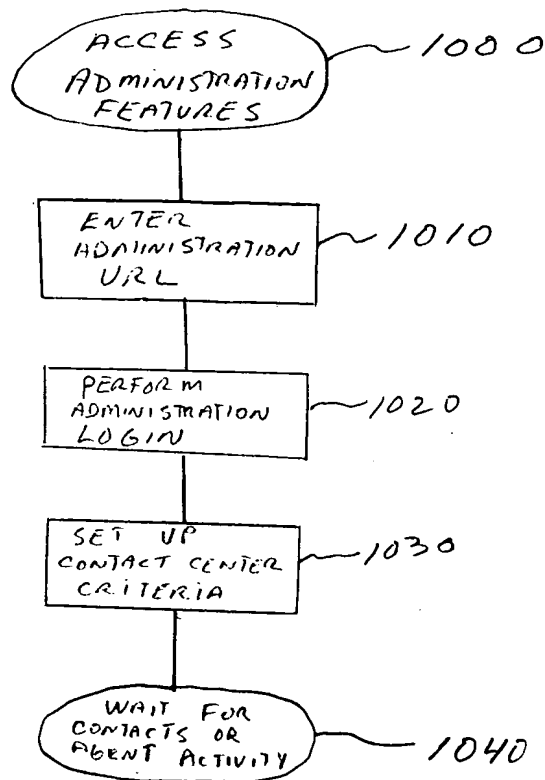 ACCESS
ADMINISTRATION
FEATURES
1000
ENTER
ADMINISTRATION
URL
1010
PERFORM
ADMINISTRATION
LOGIN
1020
SET UP
CONTACT CENTER
CRITERIA
1030
WAIT FOR
CONTACTS OR
AGENT ACTIVITY
1040